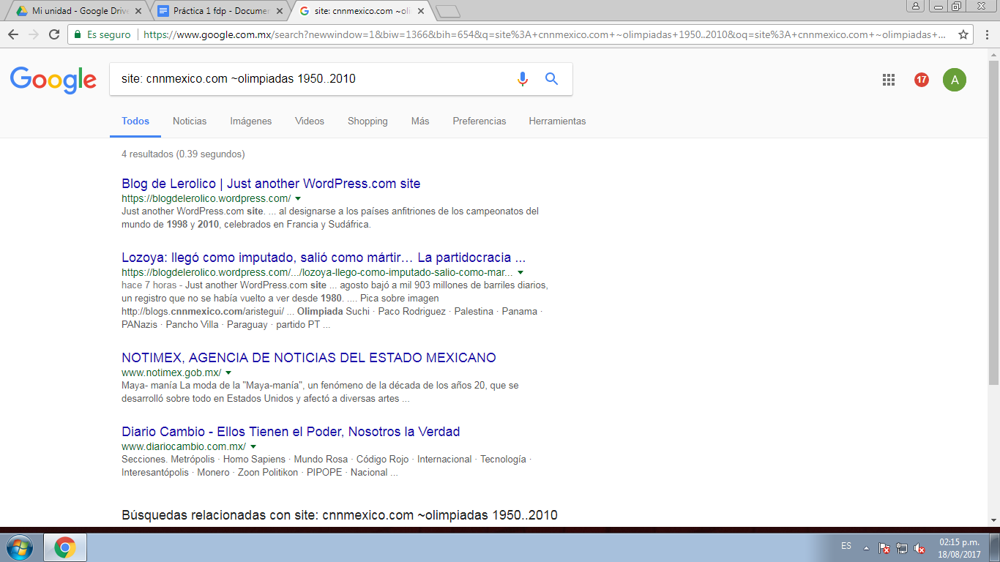 Mi unidad - Google Drive
Práctica 1 fdp - Documen
site: cnnmexico.com ~oli
Es seguro
https://www.google.com.mx/search?newwindow=1&biw=1366&bih=654&q=site%3A+cnnmexico.com+~olimpiadas+1950..2010&oq=site%3A+cnnmexico.com+~olimpiadas+...
Google
site: cnnmexico.com ~olimpiadas 1950..2010
17
A
Todos
Noticias
Imágenes
Videos
Shopping
Más
Preferencias
Herramientas
4 resultados (0.39 segundos)
Blog de Lerolico | Just another WordPress.com site
https://blogdelerolico.wordpress.com/
Just another WordPress.com site. ... al designarse a los países anfitriones de los campeonatos del
mundo de 1998 y 2010, celebrados en Francia y Sudáfrica.
Lozoya: llegó como imputado, salió como mártir… La partidocracia ...
https://blogdelerolico.wordpress.com/.../lozoya-llego-como-imputado-salio-como-mar...
hace 7 horas - Just another WordPress.com site ... agosto bajó a mil 903 millones de barriles diarios,
un registro que no se había vuelto a ver desde 1980. .... Pica sobre imagen
http://blogs.cnnmexico.com/aristegui/ ... Olimpiada Suchi · Paco Rodriguez · Palestina · Panama ·
PANazis · Pancho Villa · Paraguay · partido PT ...
NOTIMEX, AGENCIA DE NOTICIAS DEL ESTADO MEXICANO
www.notimex.gob.mx/
Maya- manía La moda de la "Maya-manía", un fenómeno de la década de los años 20, que se
desarrolló sobre todo en Estados Unidos y afectó a diversas artes ...
Diario Cambio - Ellos Tienen el Poder, Nosotros la Verdad
www.diariocambio.com.mx/
Secciones. Metrópolis · Homo Sapiens · Mundo Rosa · Código Rojo · Internacional · Tecnología ·
Interesantópolis · Monero · Zoon Politikon · PIPOPE · Nacional ...
Búsquedas relacionadas con site: cnnmexico.com ~olimpiadas 1950..2010
ES
02:15 p.m.
18/08/2017